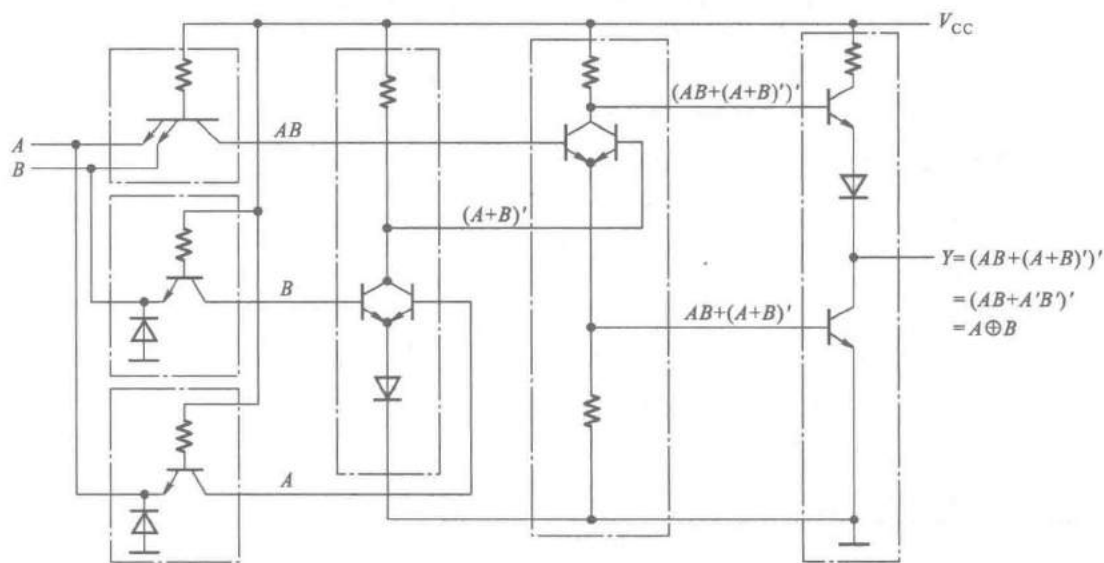 V_CC
(AB+(A+B)')'
A
AB
B
(A+B)'
Y=(AB+(A+B)')'
=(AB+A'B')'
=A⊕B
B
AB+(A+B)'
A